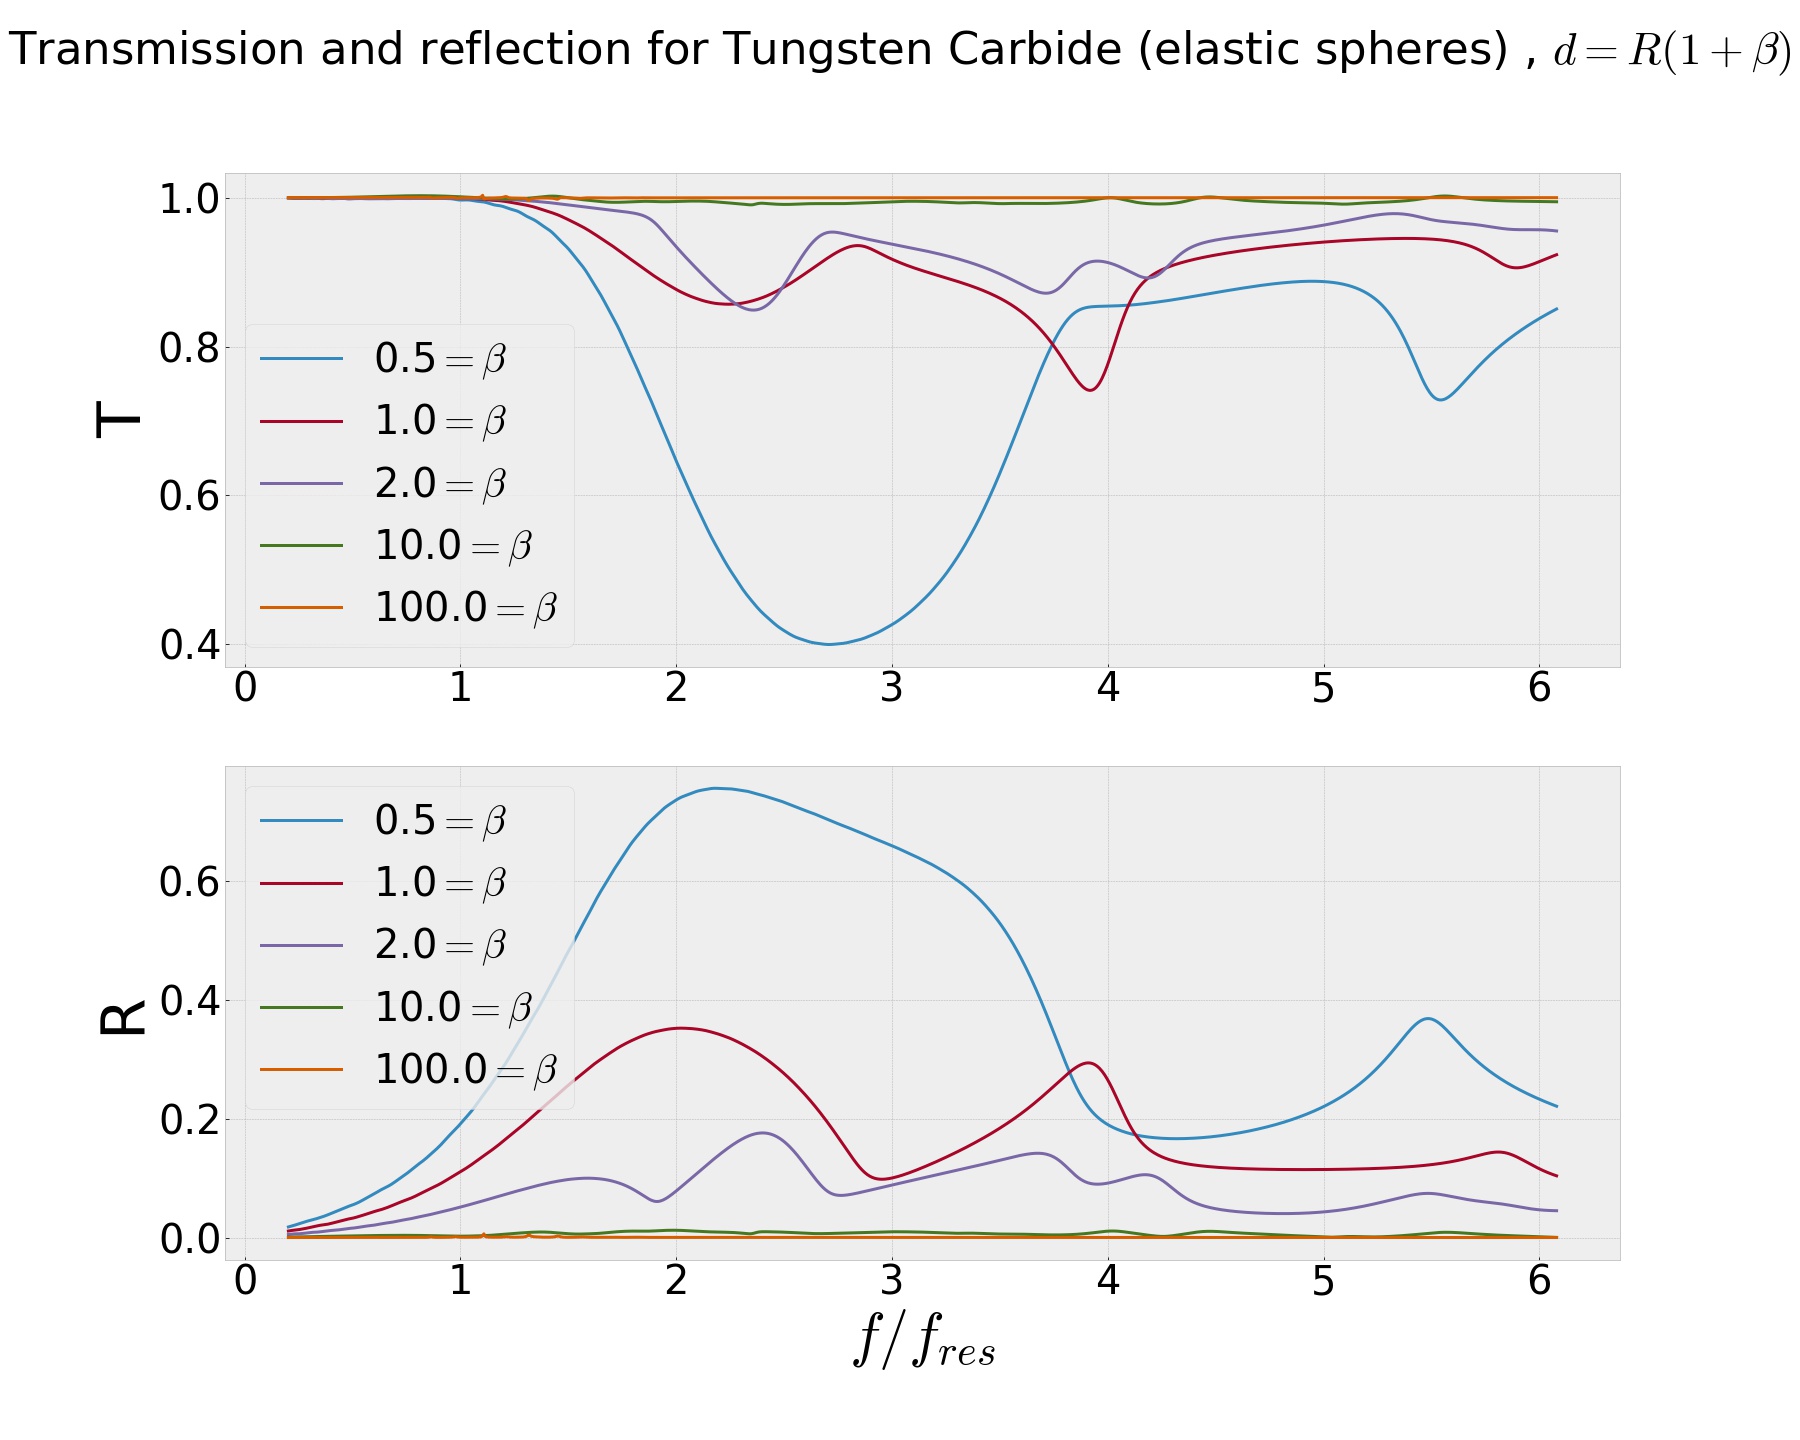 Transmission and reflection for Tungsten Carbide (elastic spheres) , d = R(1 + β)
T
1.0
0.8
0.6
0.4
0.5 = β
1.0 = β
2.0 = β
10.0 = β
100.0 = β
0 1 2 3 4 5 6
R
0.6
0.4
0.2
0.0
0.5 = β
1.0 = β
2.0 = β
10.0 = β
100.0 = β
0 1 2 3 4 5 6
f/f_res